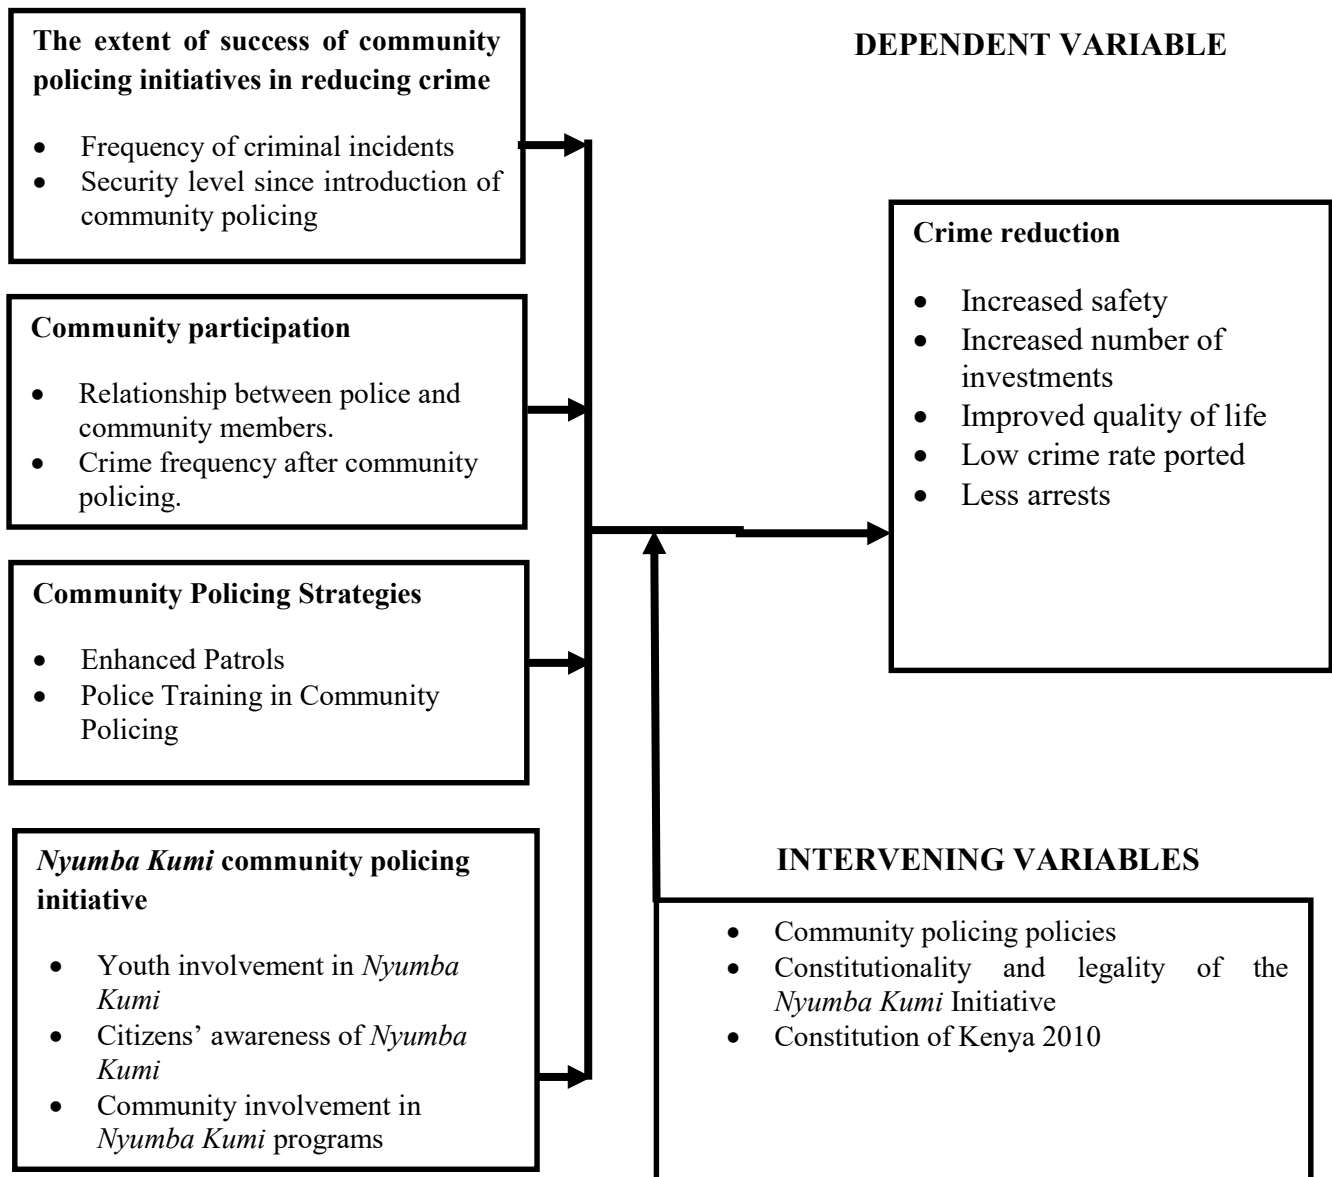 The extent of success of community
policing initiatives in reducing crime
• Frequency of criminal incidents
• Security level since introduction of
community policing
Community participation
• Relationship between police and
community members.
• Crime frequency after community
policing.
Community Policing Strategies
• Enhanced Patrols
• Police Training in Community
Policing
Nyumba Kumi community policing
initiative
• Youth involvement in Nyumba
Kumi
• Citizens’ awareness of Nyumba
Kumi
• Community involvement in
Nyumba Kumi programs
DEPENDENT VARIABLE
Crime reduction
• Increased safety
• Increased number of
investments
• Improved quality of life
• Low crime rate ported
• Less arrests
INTERVENING VARIABLES
• Community policing policies
• Constitutionality and legality of the
Nyumba Kumi Initiative
• Constitution of Kenya 2010